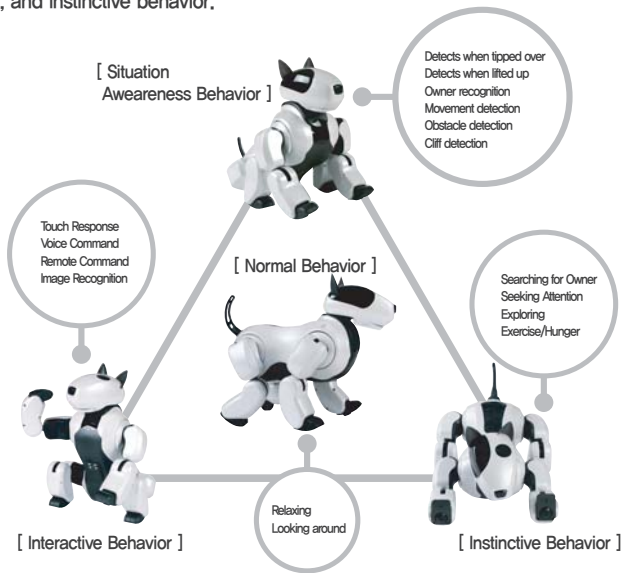 , and instinctive behavior.
[ Situation
Aweareness Behavior ]
Detects when tipped over
Detects when lifted up
Owner recognition
Movement detection
Obstacle detection
Cliff detection
Touch Response
Voice Command
Remote Command
Image Recognition
[ Normal Behavior ]
Searching for Owner
Seeking Attention
Exploring
Exercise/Hunger
Relaxing
Looking around
[ Interactive Behavior ]
[ Instinctive Behavior ]